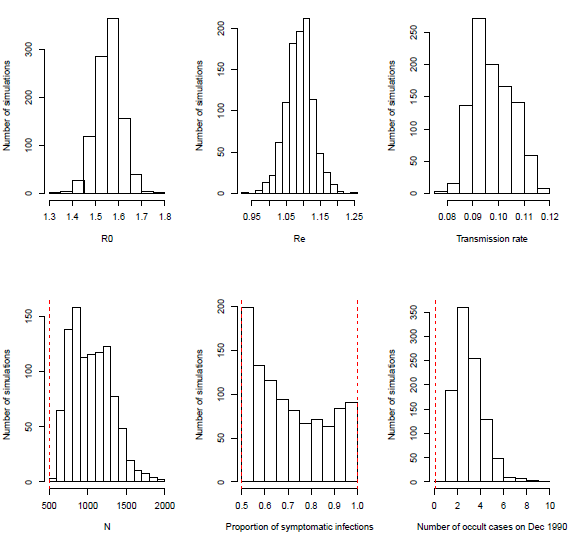 Number of simulations
0 100 200 300
1.3 1.4 1.5 1.6 1.7 1.8
R0
Number of simulations
0 50 100 150 200
0.95 1.05 1.15 1.25
Re
Number of simulations
0 50 100 150 200 250
0.08 0.09 0.10 0.11 0.12
Transmission rate
Number of simulations
0 50 100 150
500 1000 1500 2000
N
Number of simulations
0 50 100 150 200
0.5 0.6 0.7 0.8 0.9 1.0
Proportion of symptomatic infections
Number of simulations
0 50 100 150 200 250 300 350
0 2 4 6 8 10
Number of occult cases on Dec 1990